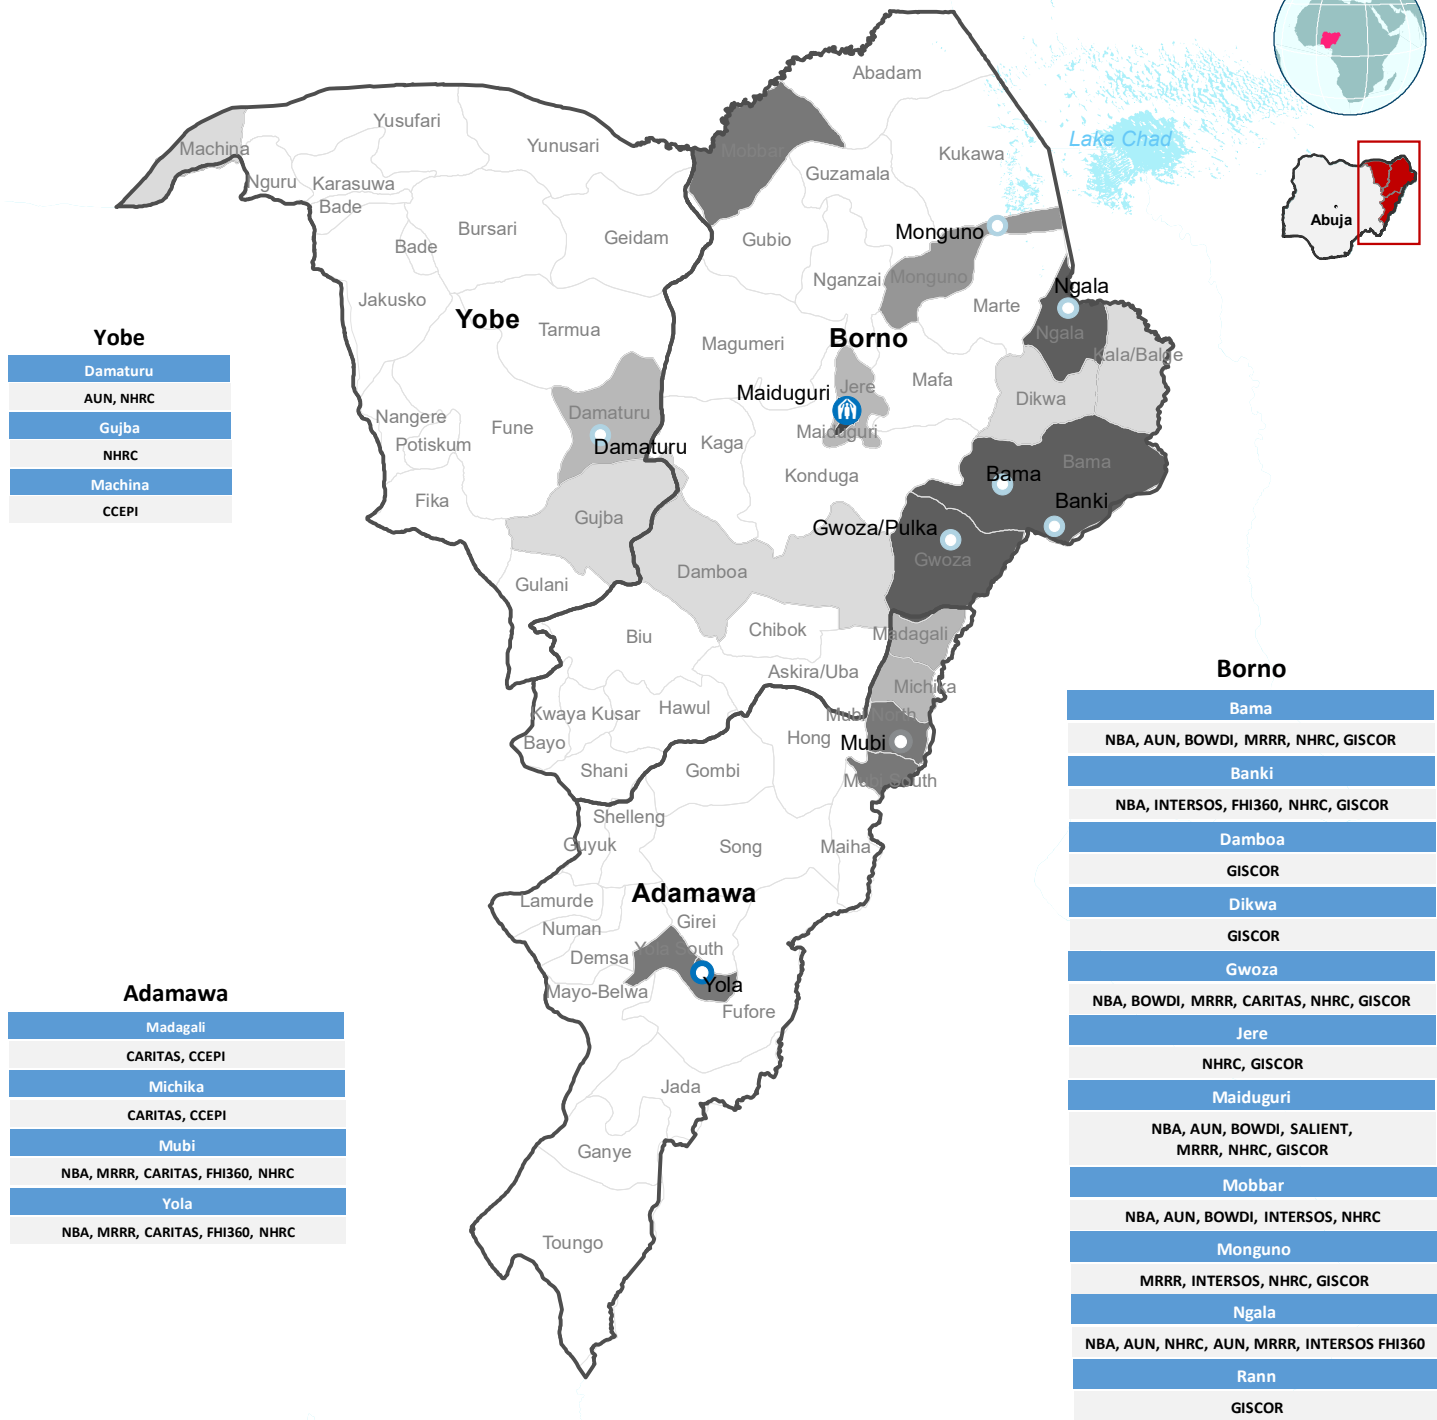 Abadam
Yusufari
Yunusari
Machina
Mobbar
Lake Chad
Kukawa
Nguru
Karasuwa
Guzamala
Bade
Abuja
Bursari
Geidam
Gubio
Monguno
Bade
Nganzai
Monguno
Ngala
Jakusko
Marte
Yobe
Tarmua
Borno
Ngala
Magumeri
Kala/Balge
Jere
Mafa
Maiduguri
Dikwa
Nangere
Damaturu
Fune
Maiduguri
Potiskum
Damaturu
Kaga
Bama
Konduga
Bama
Fika
Banki
Gujba
Gwoza/Pulka
Gwoza
Damboa
Gulani
Biu
Chibok
Madagali
Askira/Uba
Michika
Kwaya Kusar
Hawul
Mubi North
Bayo
Hong
Mubi
Shani
Gombi
Mubi South
Shelleng
Guyuk
Song
Maiha
Adamawa
Lamurde
Girei
Numan
Yola South
Demsa
Yola
Mayo-Belwa
Fufore
Jada
Ganye
Toungo
Yobe
Damaturu
AUN, NHRC
Gujba
NHRC
Machina
CCEPI
Adamawa
Madagali
CARITAS, CCEPI
Michika
CARITAS, CCEPI
Mubi
NBA, MRRR, CARITAS, FHI360, NHRC
Yola
NBA, MRRR, CARITAS, FHI360, NHRC
Borno
Bama
NBA, AUN, BOWDI, MRRR, NHRC, GISCOR
Banki
NBA, INTERSOS, FHI360, NHRC, GISCOR
Damboa
GISCOR
Dikwa
GISCOR
Gwoza
NBA, BOWDI, MRRR, CARITAS, NHRC, GISCOR
Jere
NHRC, GISCOR
Maiduguri
NBA, AUN, BOWDI, SALIENT,
MRRR, NHRC, GISCOR
Mobbar
NBA, AUN, BOWDI, INTERSOS, NHRC
Monguno
MRRR, INTERSOS, NHRC, GISCOR
Ngala
NBA, AUN, NHRC, AUN, MRRR, INTERSOS FHI360
Rann
GISCOR